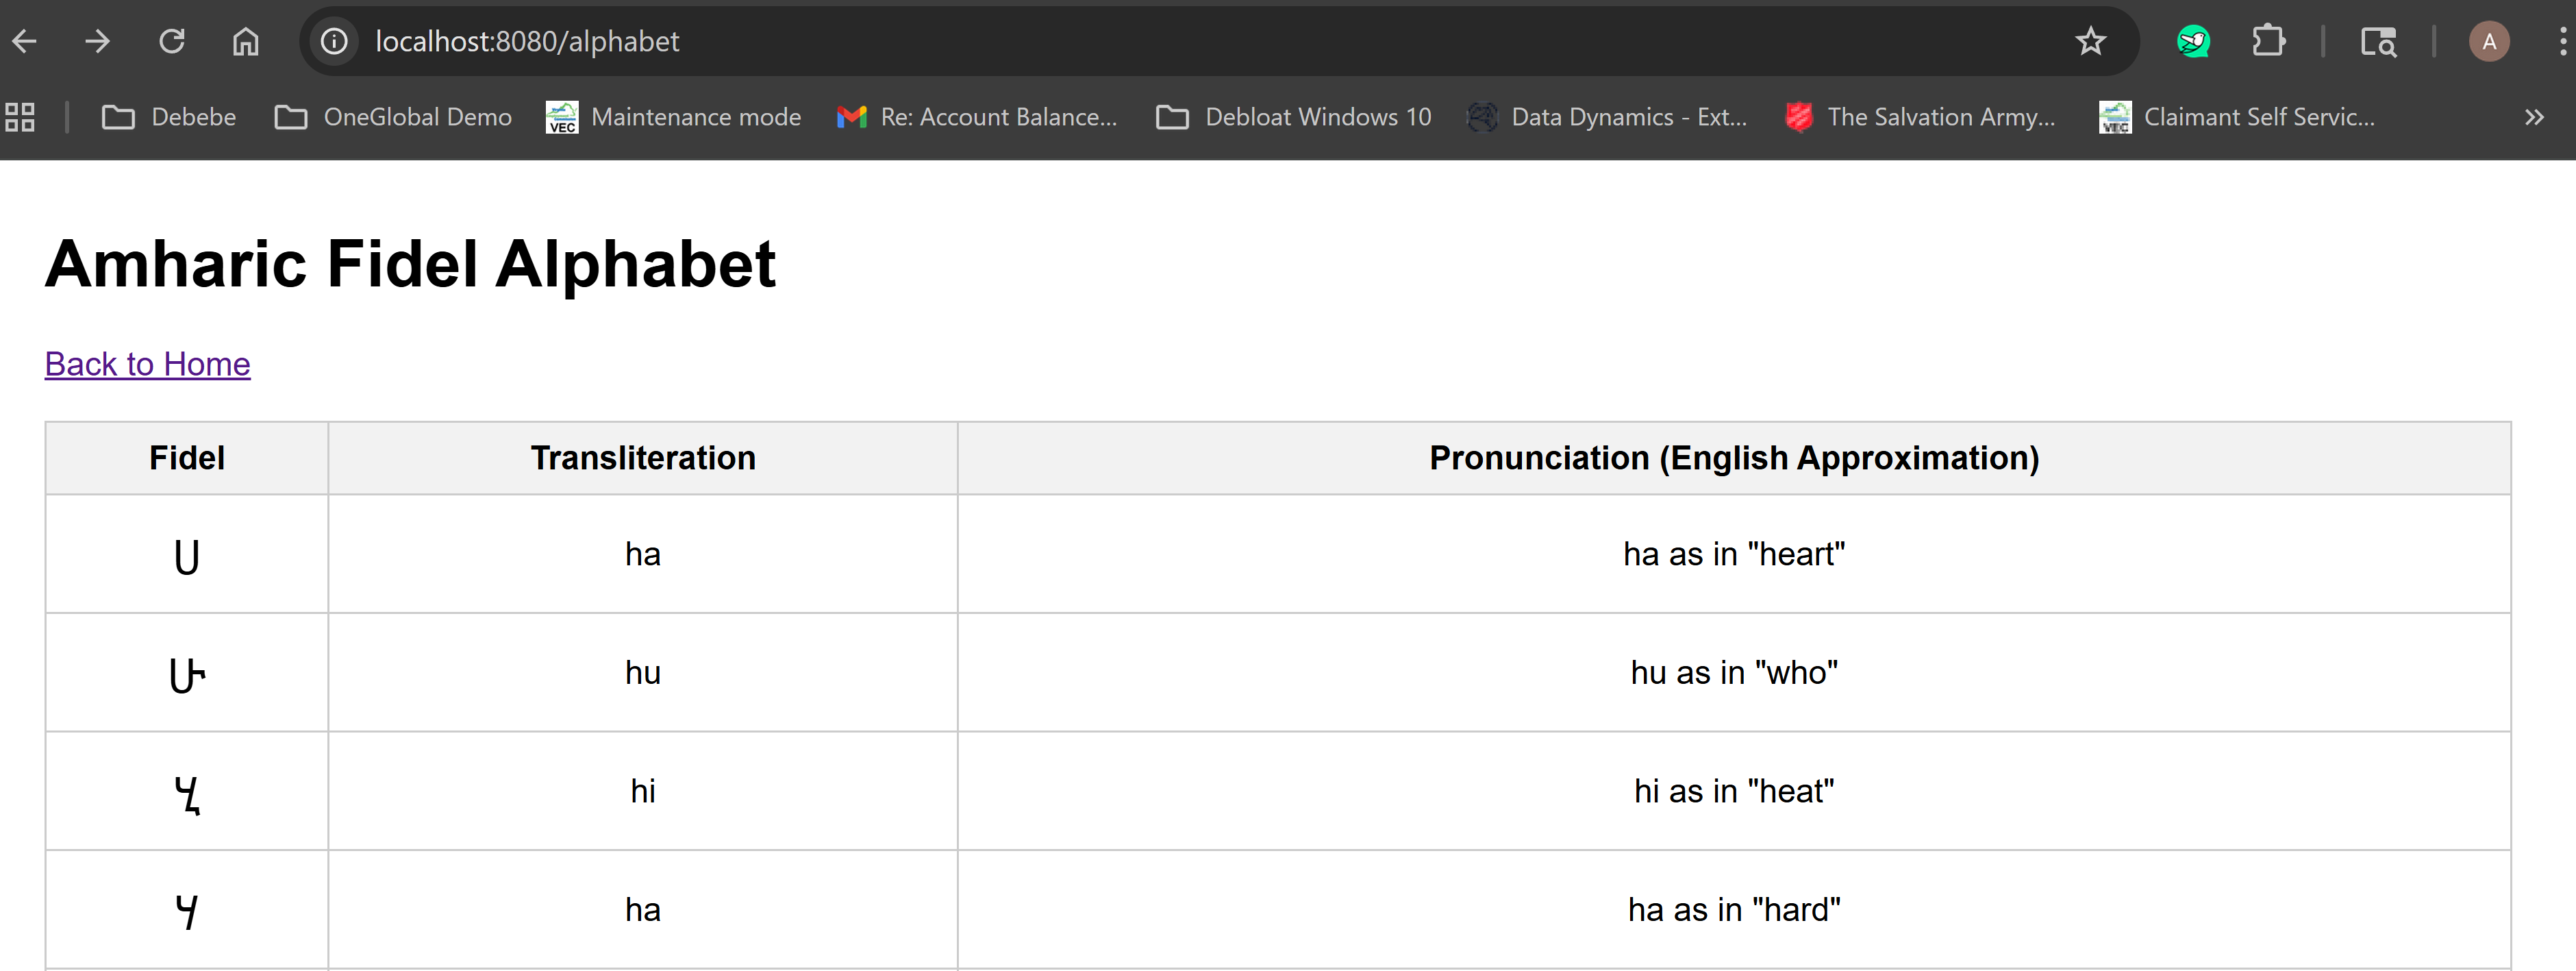 localhost:8080/alphabet
A
Debebe
OneGlobal Demo
VEC
Maintenance mode
Re: Account Balance...
Debloat Windows 10
Data Dynamics - Ext...
The Salvation Army...
Claimant Self Servic...
Amharic Fidel Alphabet
Back to Home
Fidel Transliteration Pronunciation (English Approximation)
ሀ ha ha as in "heart"
ሁ hu hu as in "who"
ሂ hi hi as in "heat"
ሃ ha ha as in "hard"